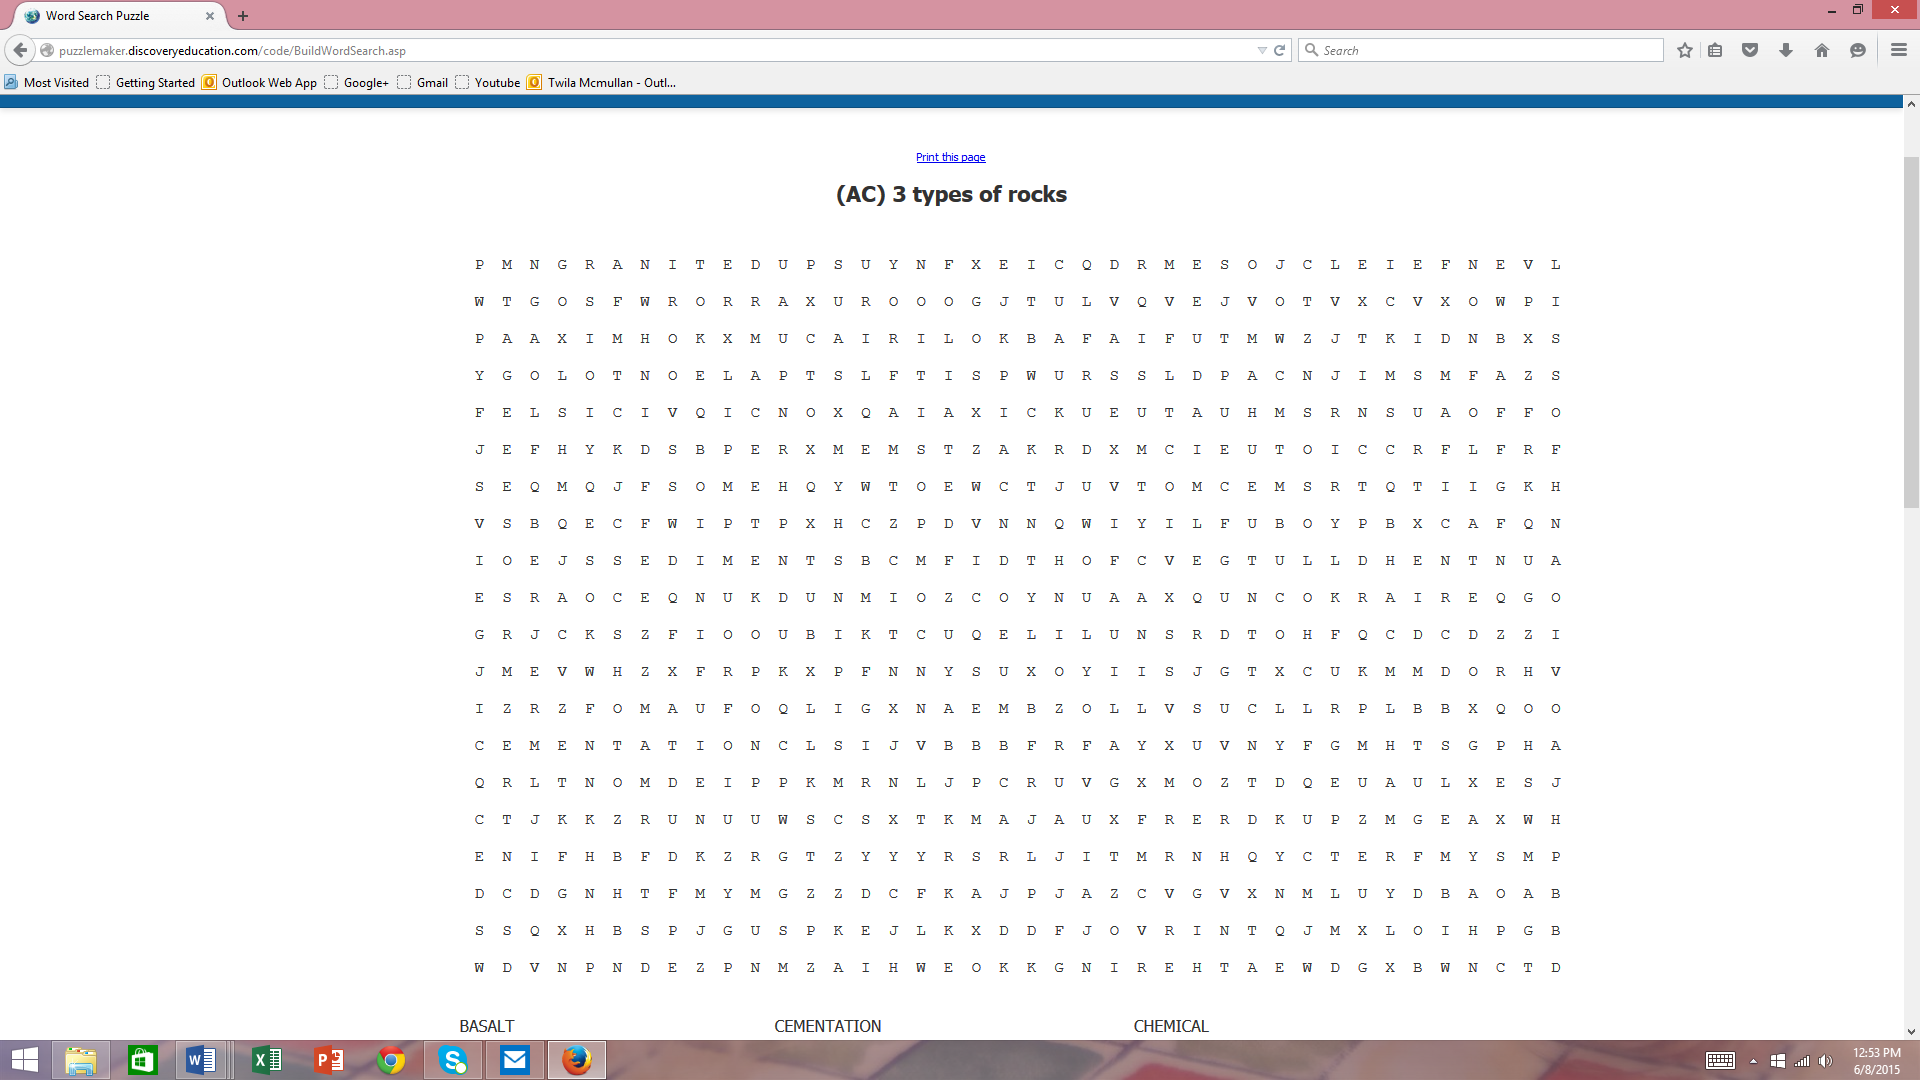 Word Search Puzzle
puzzlemaker.discoveryeducation.com/code/BuildWordSearch.asp
Search
Most Visited Getting Started Outlook Web App Google+ Gmail Youtube Twila Mcmullan - Outl...
Print this page
(AC) 3 types of rocks
P M N G R A N I T E D U P S U Y N F X E I C Q D R M E S O J C L E I E F N E V L
W T G O S F W R O R R A X U R O O O G J T U L V Q V E J V O T V X C V X O W P I
P A A X I M H O K X M U C A I R I L O K B A F A I F U T M W Z J T K I D N B X S
Y G O L O T N O E L A P T S L F T I S P W U R S S L D P A C N J I M S M F A Z S
F E L S I C I V Q I C N O X Q A I A X I C K U E U T A U H M S R N S U A O F F O
J E F H Y K D S B P E R X M E M S T Z A K R D X M C I E U T O I C C R F L F R F
S E Q M Q J F S O M E H Q Y W T O E W C T J U V T O M C E M S R T Q T I I G K H
V S B Q E C F W I P T P X H C Z P D V N N Q W I Y I L F U B O Y P B X C A F Q N
I O E J S S E D I M E N T S B C M F I D T H O F C V E G T U L L D H E N T N U A
E S R A O C E Q N U K D U N M I O Z C O Y N U A A X Q U N C O K R A I R E Q G O
G R J C K S Z F I O O U B I K T C U Q E L I L U N S R D T O H F Q C D C D Z Z I
J M E V W H Z X F R P K X P F N N Y S U X O Y I I S J G T X C U K M M D O R H V
I Z R Z F O M A U F O Q L I G X N A E M B Z O L L V S U C L L R P L B B X Q O O
C E M E N T A T I O N C L S I J V B B B F R F A Y X U V N Y F G M H T S G P H A
Q R L T N O M D E I P P K M R N L J P C R U V G X M O Z T D Q E U A U L X E S J
C T J K K Z R U N U U W S C S X T K M A J A U X F R E R D K U P Z M G E A X W H
E N I F H B F D K Z R G T Z Y Y Y R S R L J I T M R N H Q Y C T E R F M Y S M P
D C D G N H T F M Y M G Z Z D C F K A J P J A Z C V G V X N M L U Y D B A O A B
S S Q X H B S P J G U S P K E J L K X D D F J O V R I N T Q J M X L O I H P G B
W D V N P N D E Z P N M Z A I H W E O K K G N I R E H T A E W D G X B W N C T D
BASALT CEMENTATION CHEMICAL
12:53 PM
6/8/2015